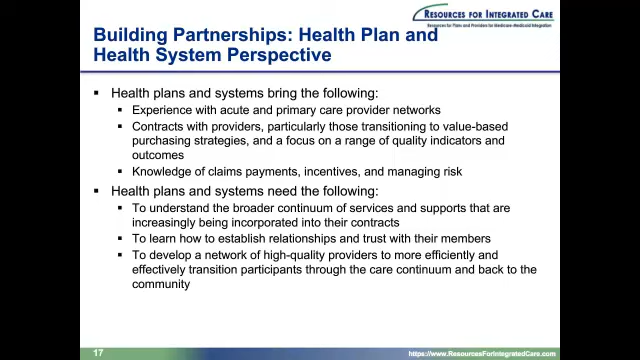 RESOURCES FOR INTEGRATED CARE
Resources for Plans and Providers for Medicare-Medicaid Integration
Building Partnerships: Health Plan and
Health System Perspective
▪ Health plans and systems bring the following:
▪ Experience with acute and primary care provider networks
▪ Contracts with providers, particularly those transitioning to value-based
purchasing strategies, and a focus on a range of quality indicators and
outcomes
▪ Knowledge of claims payments, incentives, and managing risk
▪ Health plans and systems need the following:
▪ To understand the broader continuum of services and supports that are
increasingly being incorporated into their contracts
▪ To learn how to establish relationships and trust with their members
▪ To develop a network of high-quality providers to more efficiently and
effectively transition participants through the care continuum and back to the
community
17
https://www.ResourcesForIntegratedCare.com